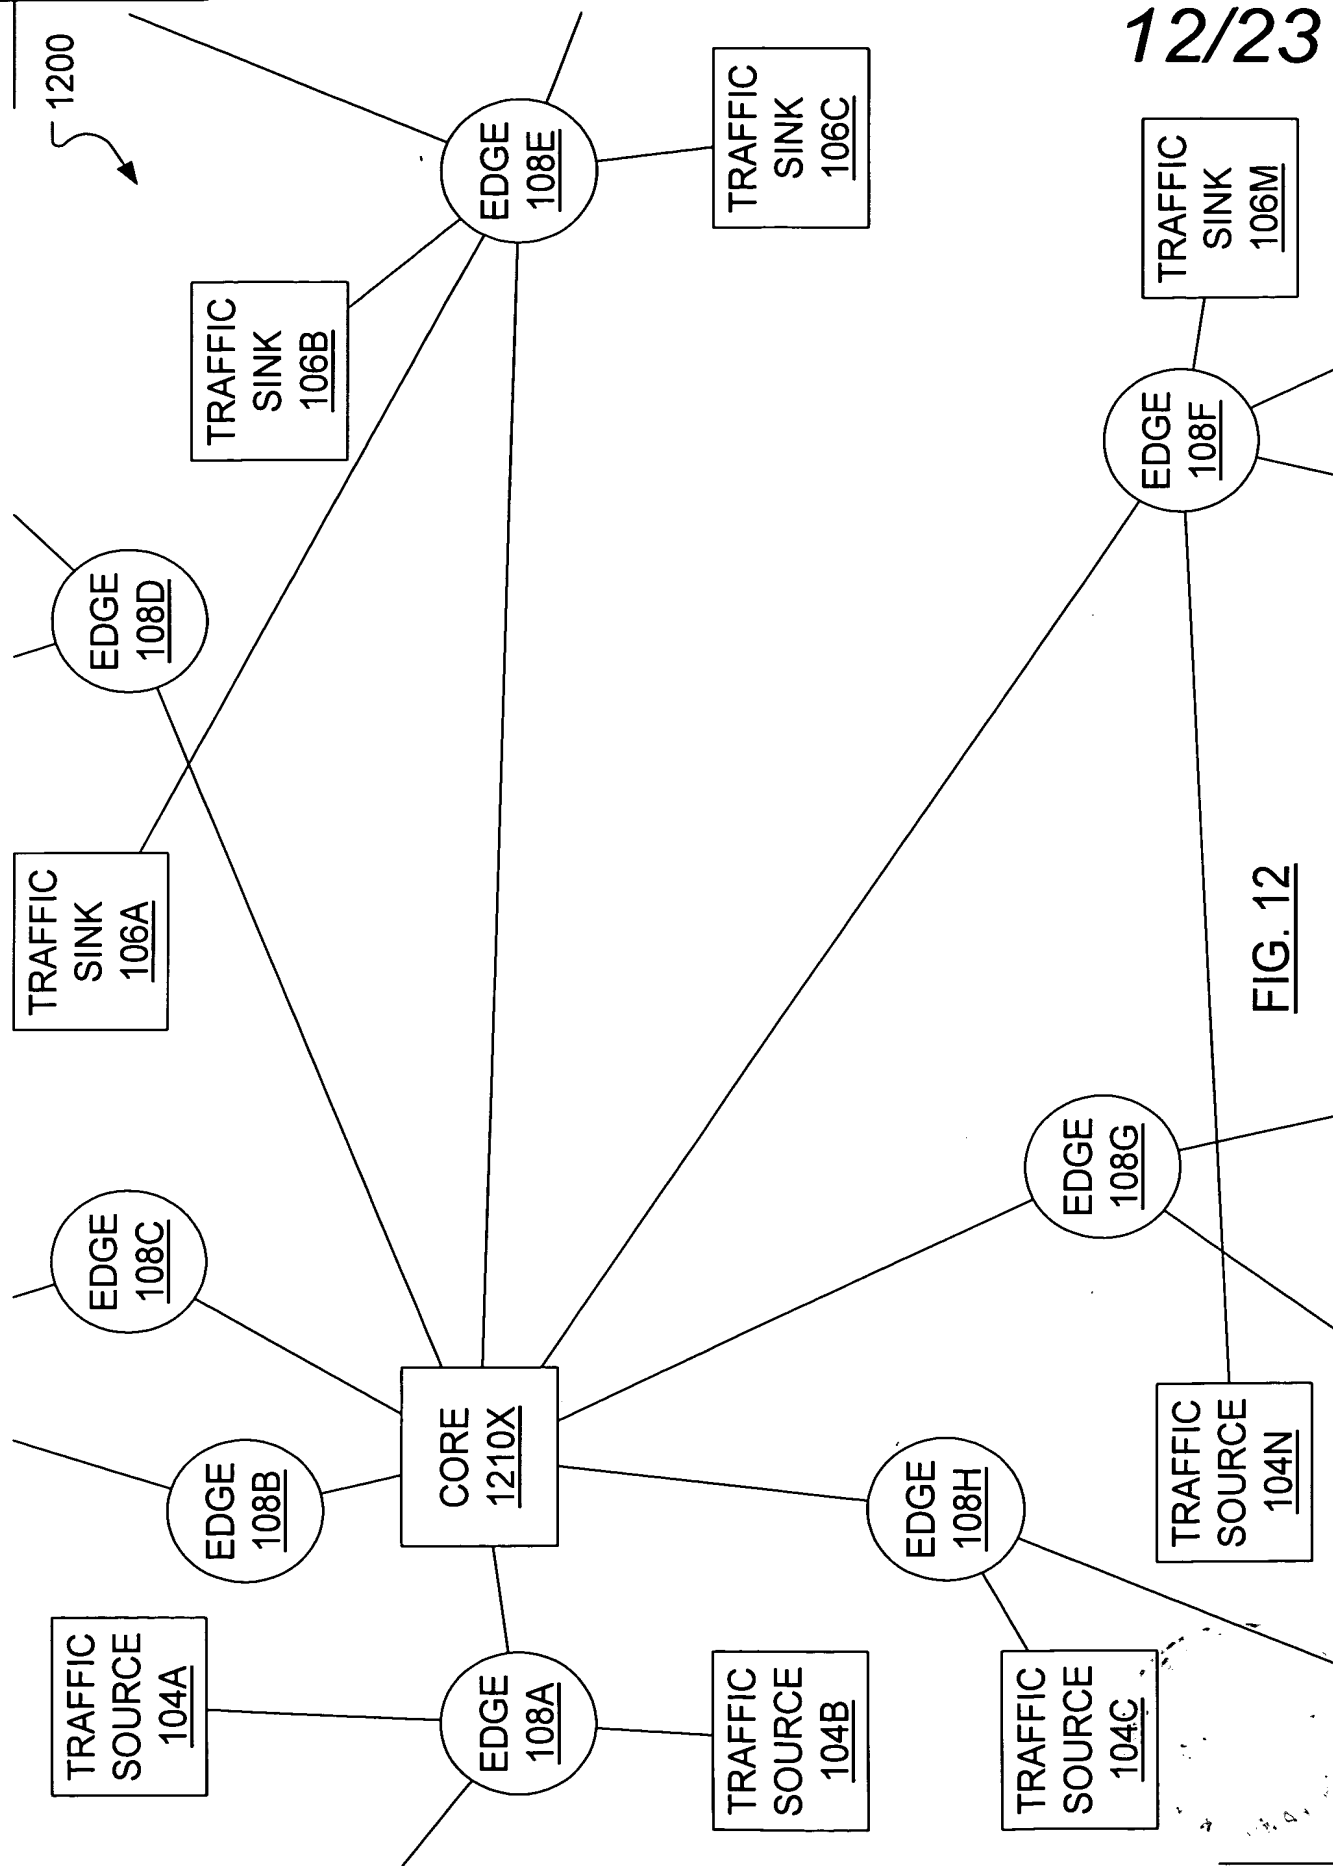 12/23
1200
TRAFFIC
SOURCE
104A
EDGE
108A
TRAFFIC
SOURCE
104B
EDGE
108B
EDGE
108C
CORE
1210X
TRAFFIC
SINK
106A
EDGE
108D
TRAFFIC
SINK
106B
EDGE
108E
TRAFFIC
SINK
106C
TRAFFIC
SOURCE
104C
EDGE
108H
TRAFFIC
SOURCE
104N
EDGE
108G
EDGE
108F
TRAFFIC
SINK
106M
FIG. 12